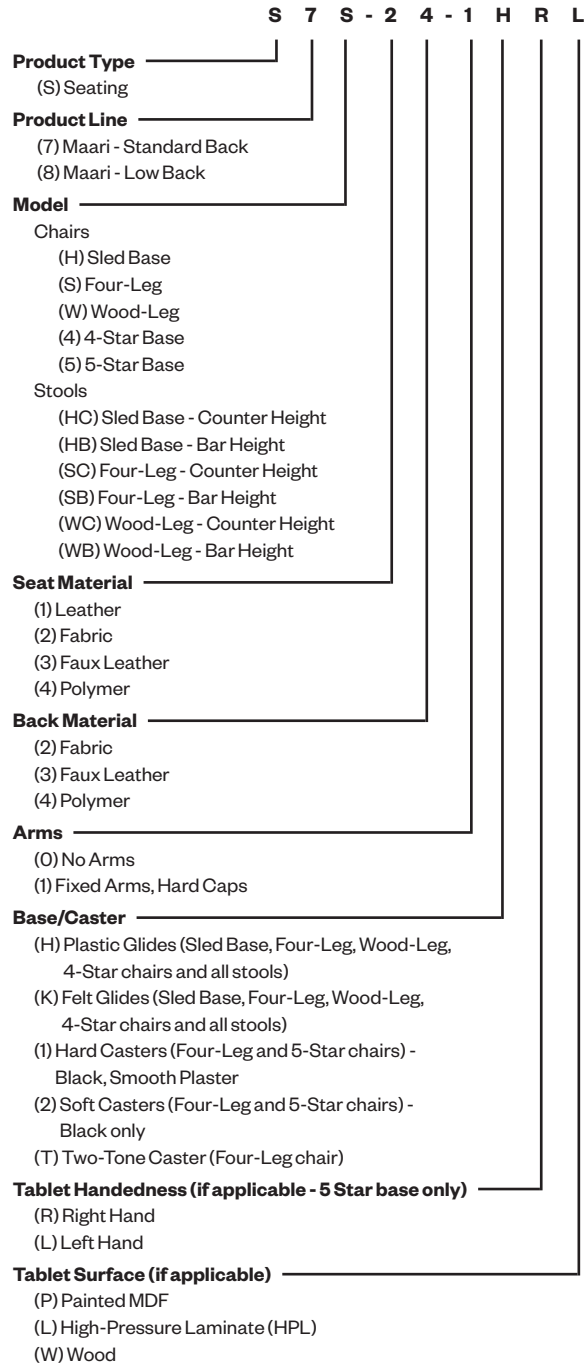 S 7 S - 2 4 - 1 H R L
Product Type
(S) Seating
Product Line
(7) Maari - Standard Back
(8) Maari - Low Back
Model
Chairs
(H) Sled Base
(S) Four-Leg
(W) Wood-Leg
(4) 4-Star Base
(5) 5-Star Base
Stools
(HC) Sled Base - Counter Height
(HB) Sled Base - Bar Height
(SC) Four-Leg - Counter Height
(SB) Four-Leg - Bar Height
(WC) Wood-Leg - Counter Height
(WB) Wood-Leg - Bar Height
Seat Material
(1) Leather
(2) Fabric
(3) Faux Leather
(4) Polymer
Back Material
(2) Fabric
(3) Faux Leather
(4) Polymer
Arms
(0) No Arms
(1) Fixed Arms, Hard Caps
Base/Caster
(H) Plastic Glides (Sled Base, Four-Leg, Wood-Leg,
4-Star chairs and all stools)
(K) Felt Glides (Sled Base, Four-Leg, Wood-Leg,
4-Star chairs and all stools)
(1) Hard Casters (Four-Leg and 5-Star chairs) -
Black, Smooth Plaster
(2) Soft Casters (Four-Leg and 5-Star chairs) -
Black only
(T) Two-Tone Caster (Four-Leg chair)
Tablet Handedness (if applicable - 5 Star base only)
(R) Right Hand
(L) Left Hand
Tablet Surface (if applicable)
(P) Painted MDF
(L) High-Pressure Laminate (HPL)
(W) Wood